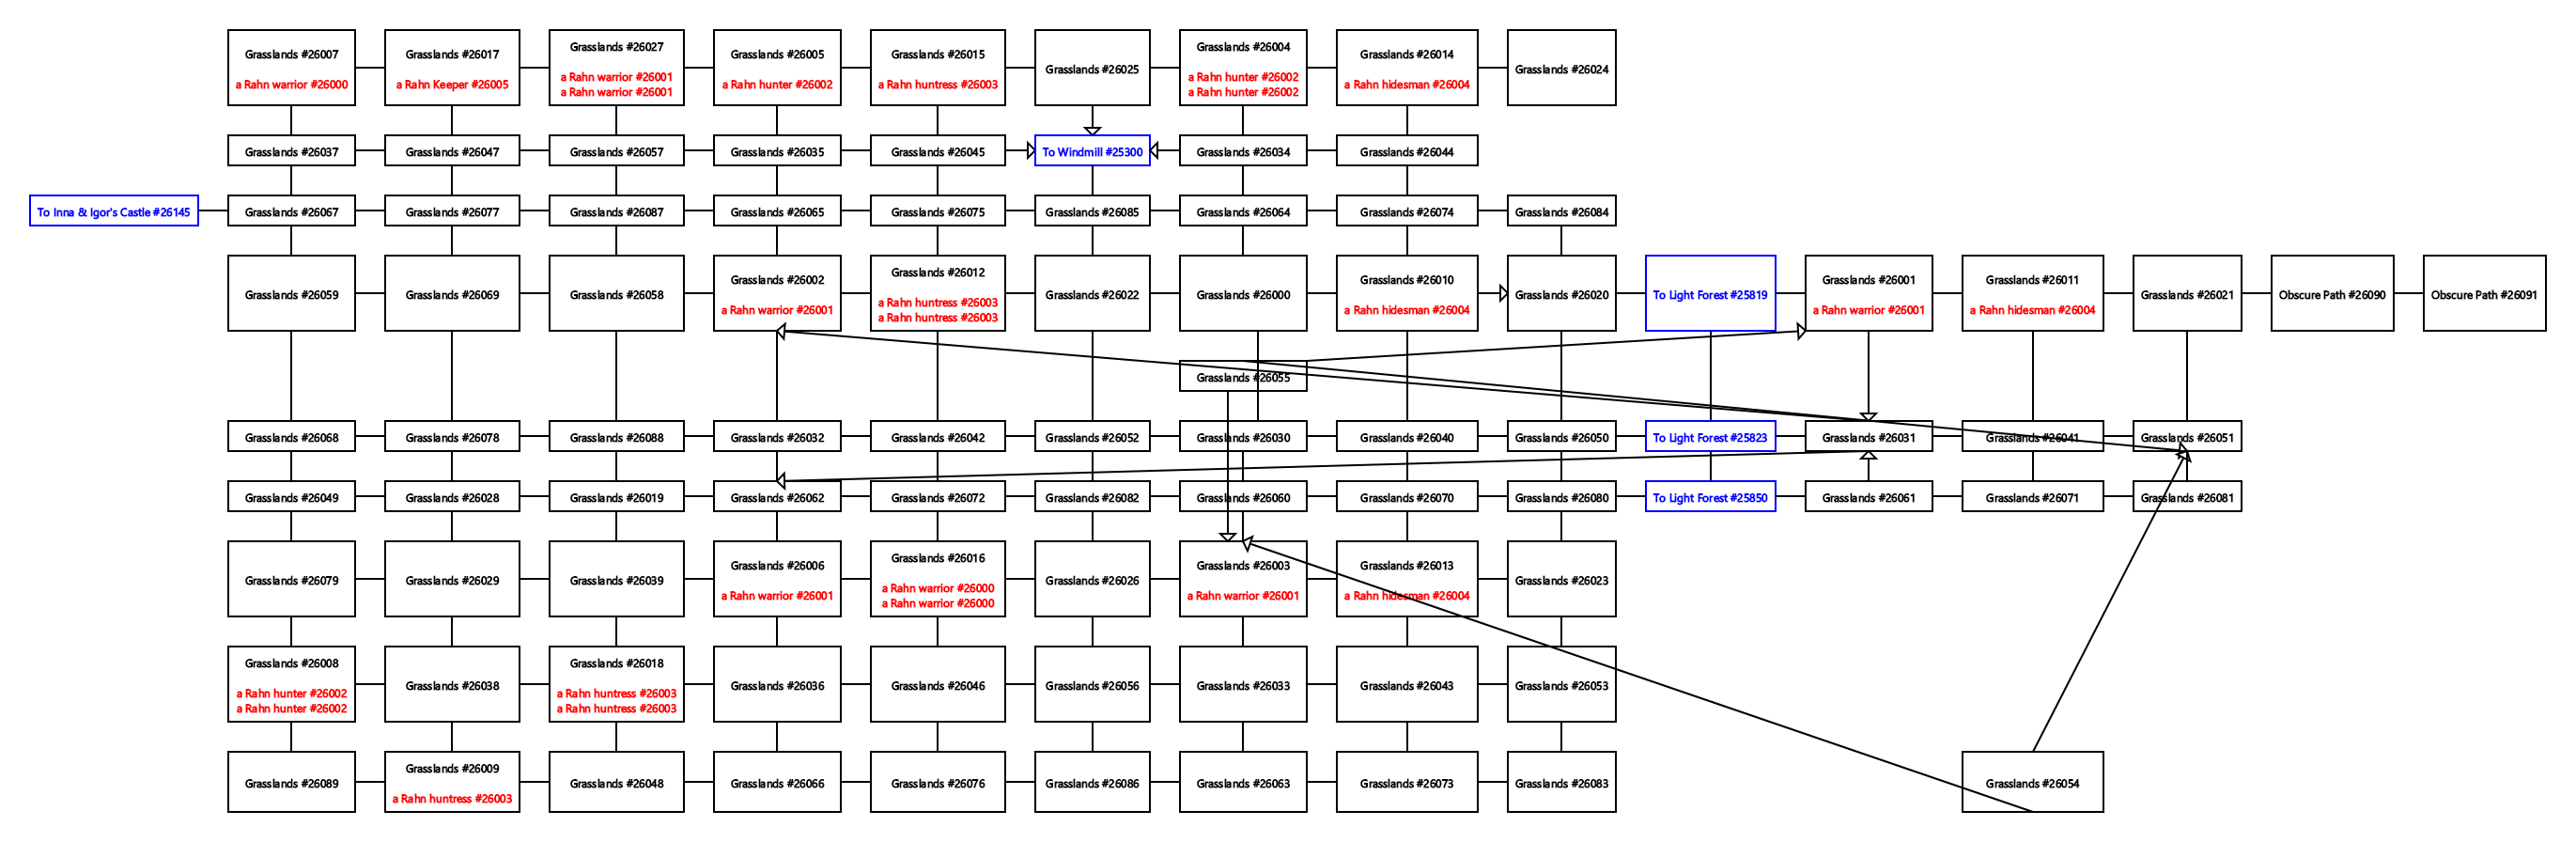 Grasslands #26007
a Rahn warrior #26000
Grasslands #26017
a Rahn Keeper #26005
Grasslands #26027
a Rahn warrior #26001
a Rahn warrior #26001
Grasslands #26005
a Rahn hunter #26002
Grasslands #26015
a Rahn huntress #26003
Grasslands #26025
Grasslands #26004
a Rahn hunter #26002
a Rahn hunter #26002
Grasslands #26014
a Rahn hidesman #26004
Grasslands #26024
Grasslands #26037
Grasslands #26047
Grasslands #26057
Grasslands #26035
Grasslands #26045
To Windmill #25300
Grasslands #26034
Grasslands #26044
To Inna & Igor's Castle #26145
Grasslands #26067
Grasslands #26077
Grasslands #26087
Grasslands #26065
Grasslands #26075
Grasslands #26085
Grasslands #26064
Grasslands #26074
Grasslands #26084
Grasslands #26059
Grasslands #26069
Grasslands #26058
Grasslands #26002
a Rahn warrior #26001
Grasslands #26012
a Rahn huntress #26003
a Rahn huntress #26003
Grasslands #26022
Grasslands #26000
Grasslands #26010
a Rahn hidesman #26004
Grasslands #26020
To Light Forest #25819
Grasslands #26001
a Rahn warrior #26001
Grasslands #26011
a Rahn hidesman #26004
Grasslands #26021
Obscure Path #26090
Obscure Path #26091
Grasslands #26055
Grasslands #26068
Grasslands #26078
Grasslands #26088
Grasslands #26032
Grasslands #26042
Grasslands #26052
Grasslands #26030
Grasslands #26040
Grasslands #26050
To Light Forest #25823
Grasslands #26031
Grasslands #26041
Grasslands #26051
Grasslands #26049
Grasslands #26028
Grasslands #26019
Grasslands #26062
Grasslands #26072
Grasslands #26082
Grasslands #26060
Grasslands #26070
Grasslands #26080
To Light Forest #25850
Grasslands #26061
Grasslands #26071
Grasslands #26081
Grasslands #26079
Grasslands #26029
Grasslands #26039
Grasslands #26006
a Rahn warrior #26001
Grasslands #26016
a Rahn warrior #26000
a Rahn warrior #26000
Grasslands #26026
Grasslands #26003
a Rahn warrior #26001
Grasslands #26013
a Rahn hidesman #26004
Grasslands #26023
Grasslands #26008
a Rahn hunter #26002
a Rahn hunter #26002
Grasslands #26038
Grasslands #26018
a Rahn huntress #26003
a Rahn huntress #26003
Grasslands #26036
Grasslands #26046
Grasslands #26056
Grasslands #26033
Grasslands #26043
Grasslands #26053
Grasslands #26089
Grasslands #26009
a Rahn huntress #26003
Grasslands #26048
Grasslands #26066
Grasslands #26076
Grasslands #26086
Grasslands #26063
Grasslands #26073
Grasslands #26083
Grasslands #26054